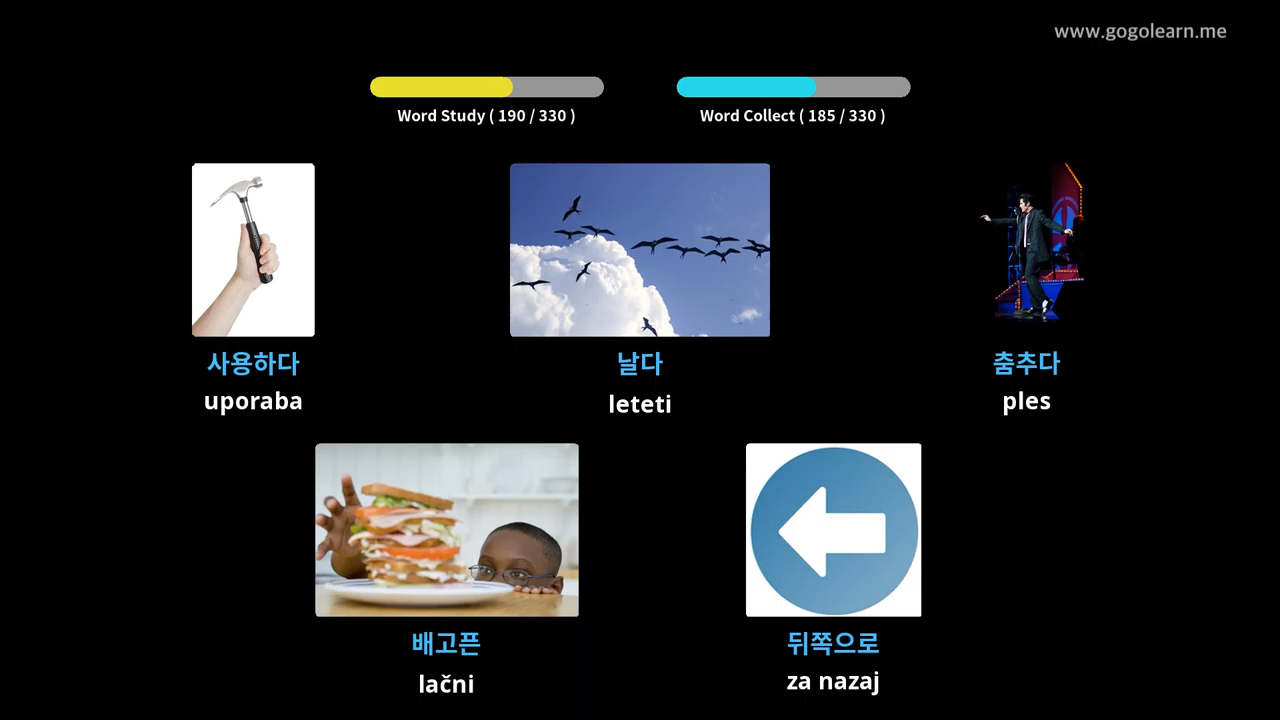 www.gogolearn.me
Word Study ( 190 / 330 )
Word Collect ( 185 / 330 )
사용하다
uporaba
날다
leteti
춤추다
ples
배고픈
lačni
뒤쪽으로
za nazaj